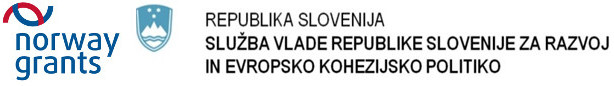 norway
grants
REPUBLIKA SLOVENIJA
SLUŽBA VLADE REPUBLIKE SLOVENIJE ZA RAZVOJ
IN EVROPSKO KOHEZIJSKO POLITIKO